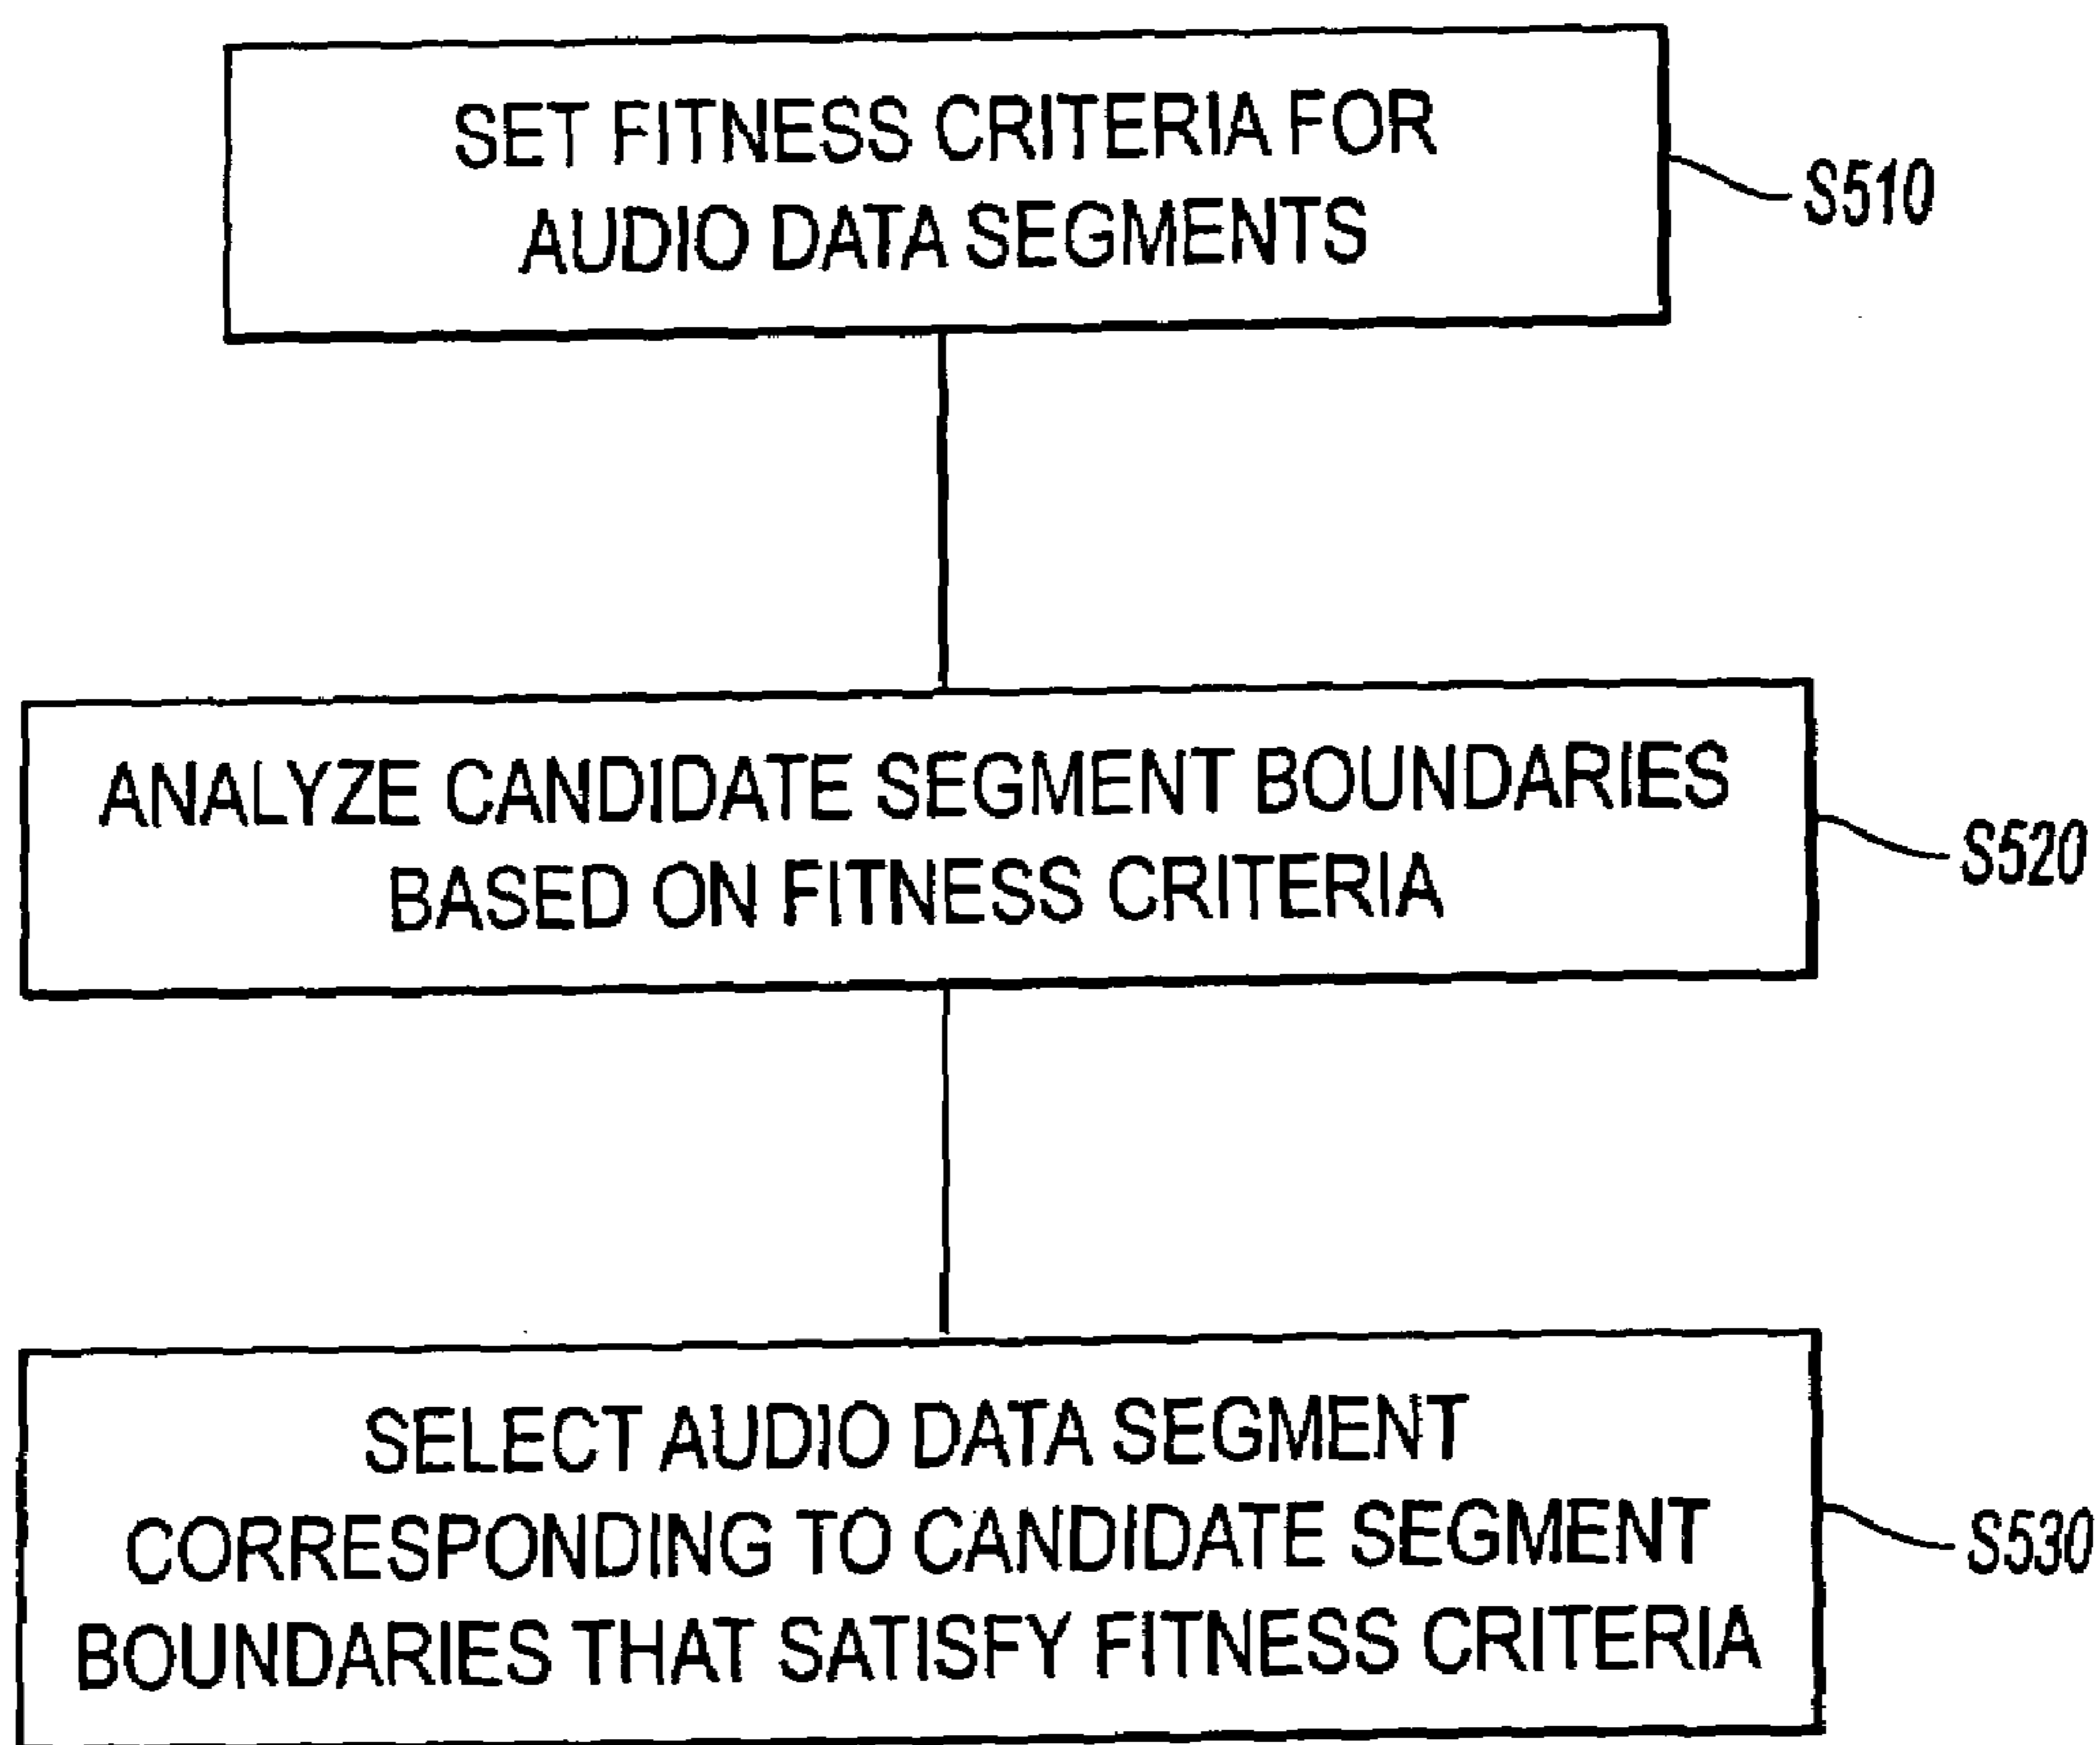 SET FITNESS CRITERIA FOR
AUDIO DATA SEGMENTS
S510
ANALYZE CANDIDATE SEGMENT BOUNDARIES
BASED ON FITNESS CRITERIA
S520
SELECT AUDIO DATA SEGMENT
CORRESPONDING TO CANDIDATE SEGMENT
BOUNDARIES THAT SATISFY FITNESS CRITERIA
S530